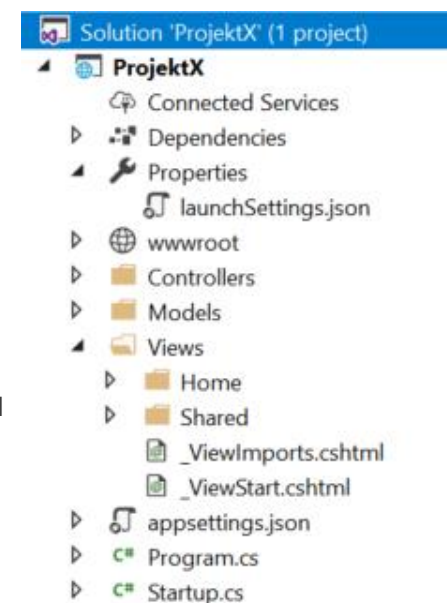 Solution 'ProjektX' (1 project)
ProjektX
Connected Services
Dependencies
Properties
launchSettings.json
wwwroot
Controllers
Models
Views
Home
Shared
_ViewImports.cshtml
_ViewStart.cshtml
appsettings.json
C# Program.cs
C# Startup.cs